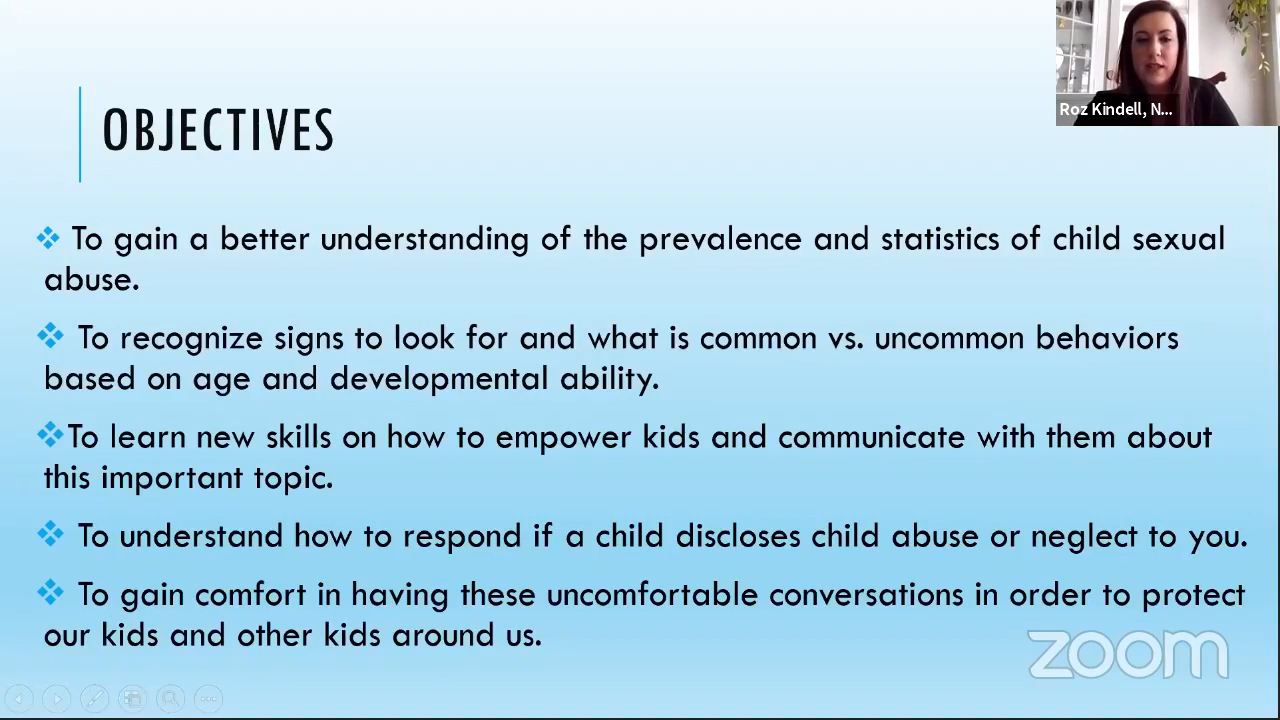 Roz Kindell, N...
OBJECTIVES
To gain a better understanding of the prevalence and statistics of child sexual
abuse.
To recognize signs to look for and what is common vs. uncommon behaviors
based on age and developmental ability.
To learn new skills on how to empower kids and communicate with them about
this important topic.
To understand how to respond if a child discloses child abuse or neglect to you.
To gain comfort in having these uncomfortable conversations in order to protect
our kids and other kids around us.
zoom